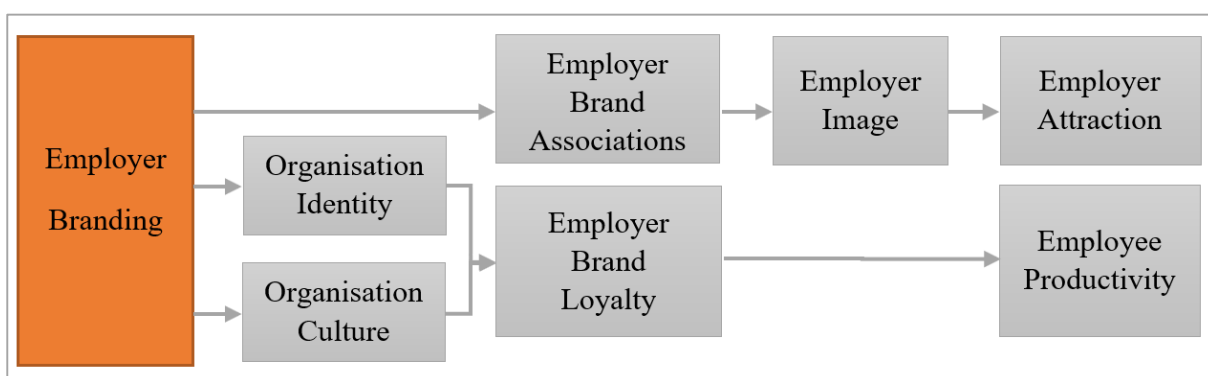 Employer
Branding
Organisation
Identity
Organisation
Culture
Employer
Brand
Associations
Employer
Brand
Loyalty
Employer
Image
Employer
Attraction
Employee
Productivity